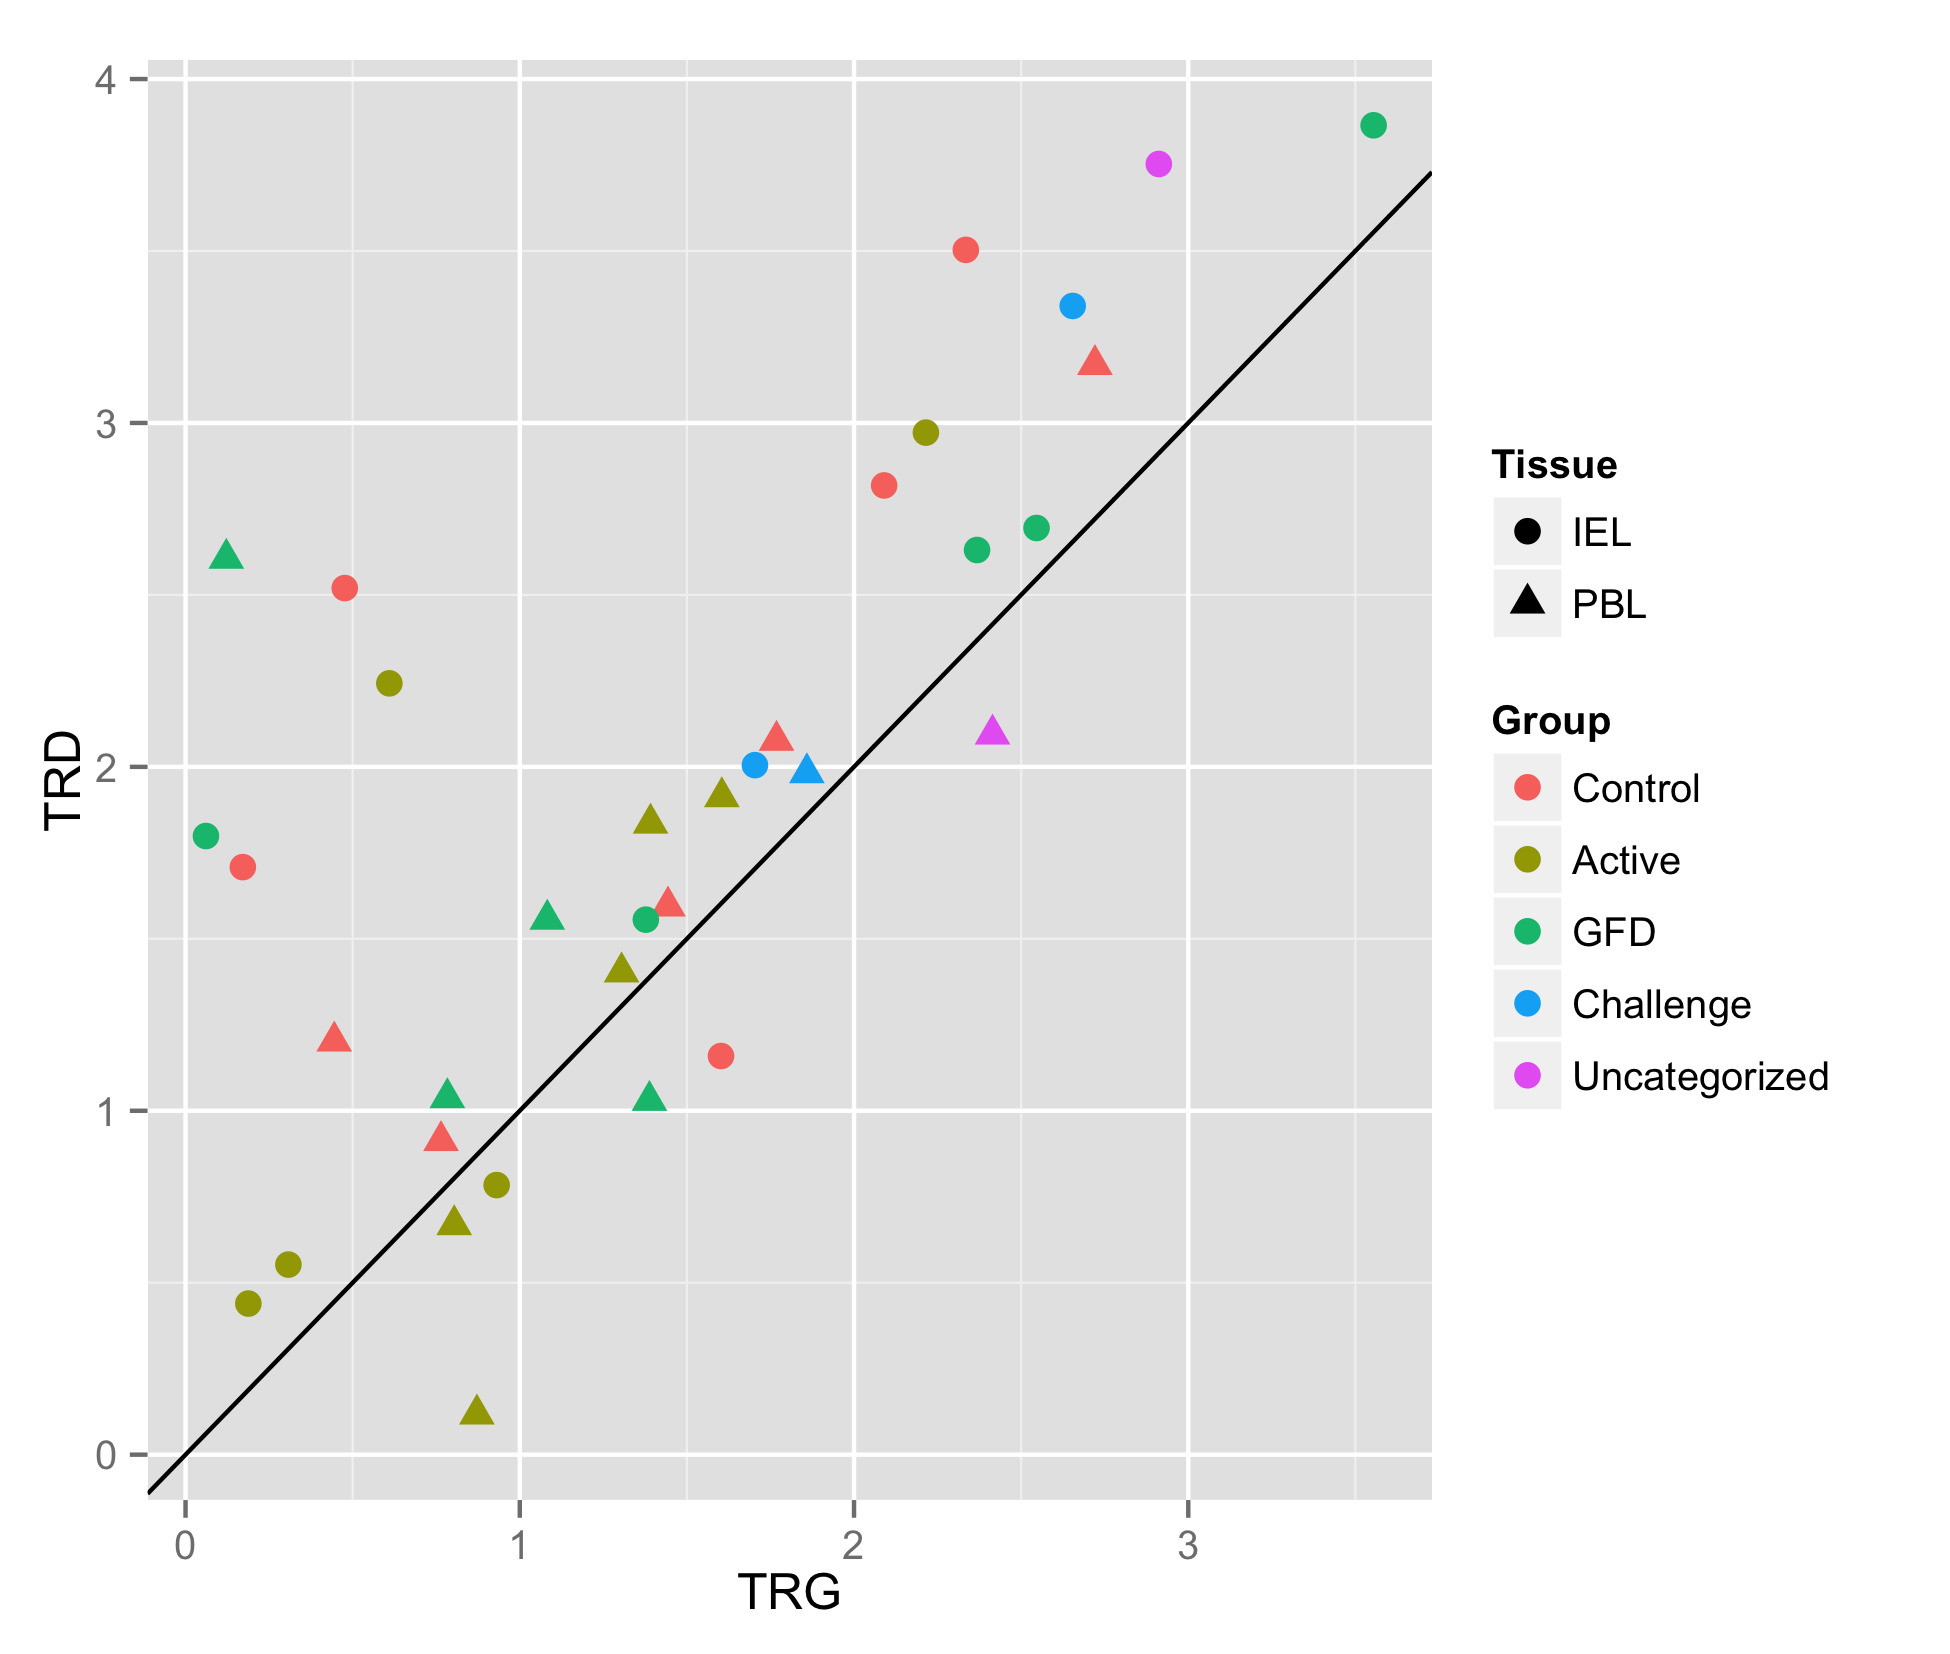 4
3
2
1
0
0
1
2
3
TRD
TRG
Tissue
IEL
PBL
Group
Control
Active
GFD
Challenge
Uncategorized